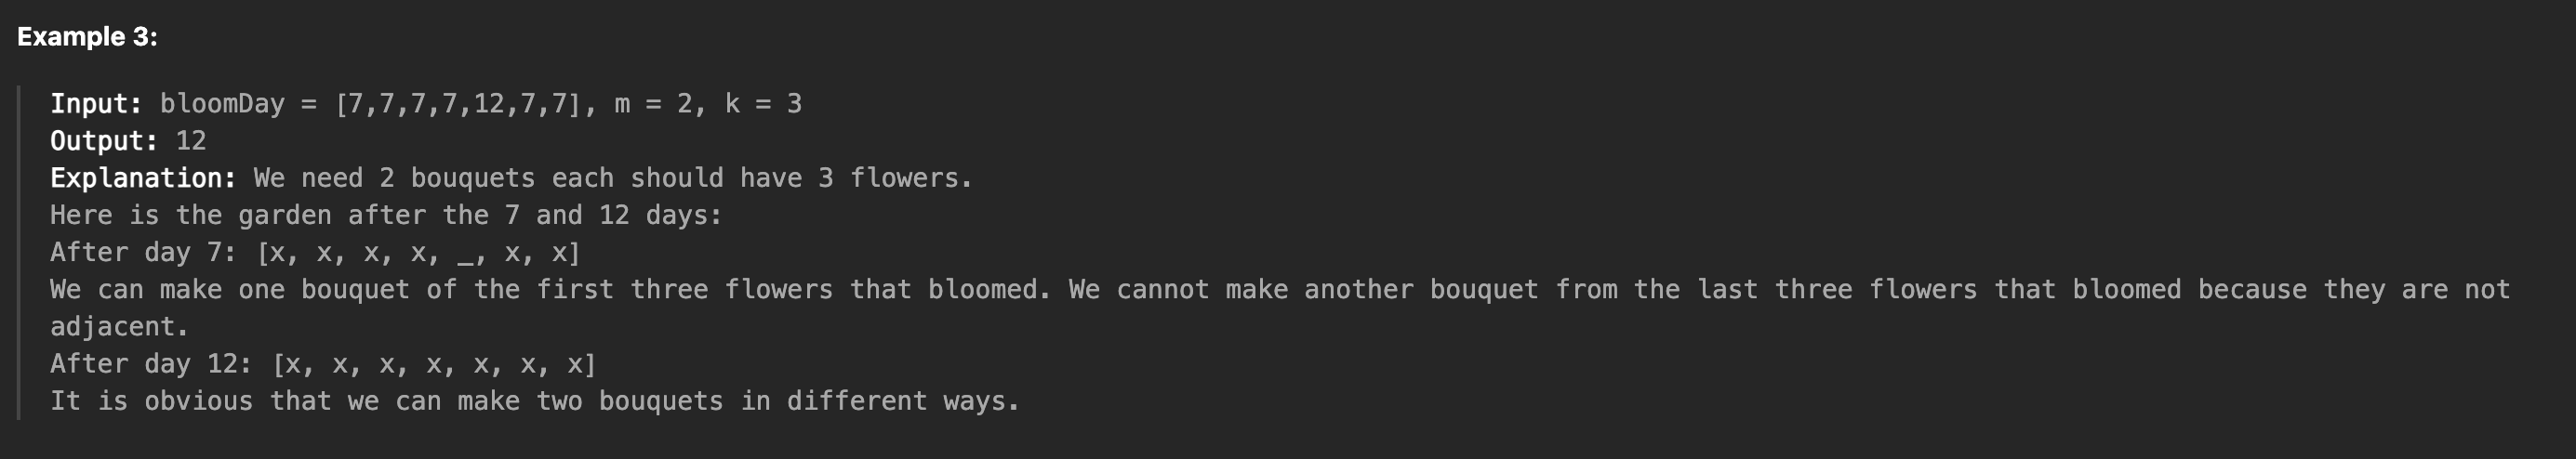 Example 3:
Input: bloomDay = [7,7,7,7,12,7,7], m = 2, k = 3
Output: 12
Explanation: We need 2 bouquets each should have 3 flowers.
Here is the garden after the 7 and 12 days:
After day 7: [x, x, x, x, _, x, x]
We can make one bouquet of the first three flowers that bloomed. We cannot make another bouquet from the last three flowers that bloomed because they are not
adjacent.
After day 12: [x, x, x, x, x, x, x]
It is obvious that we can make two bouquets in different ways.